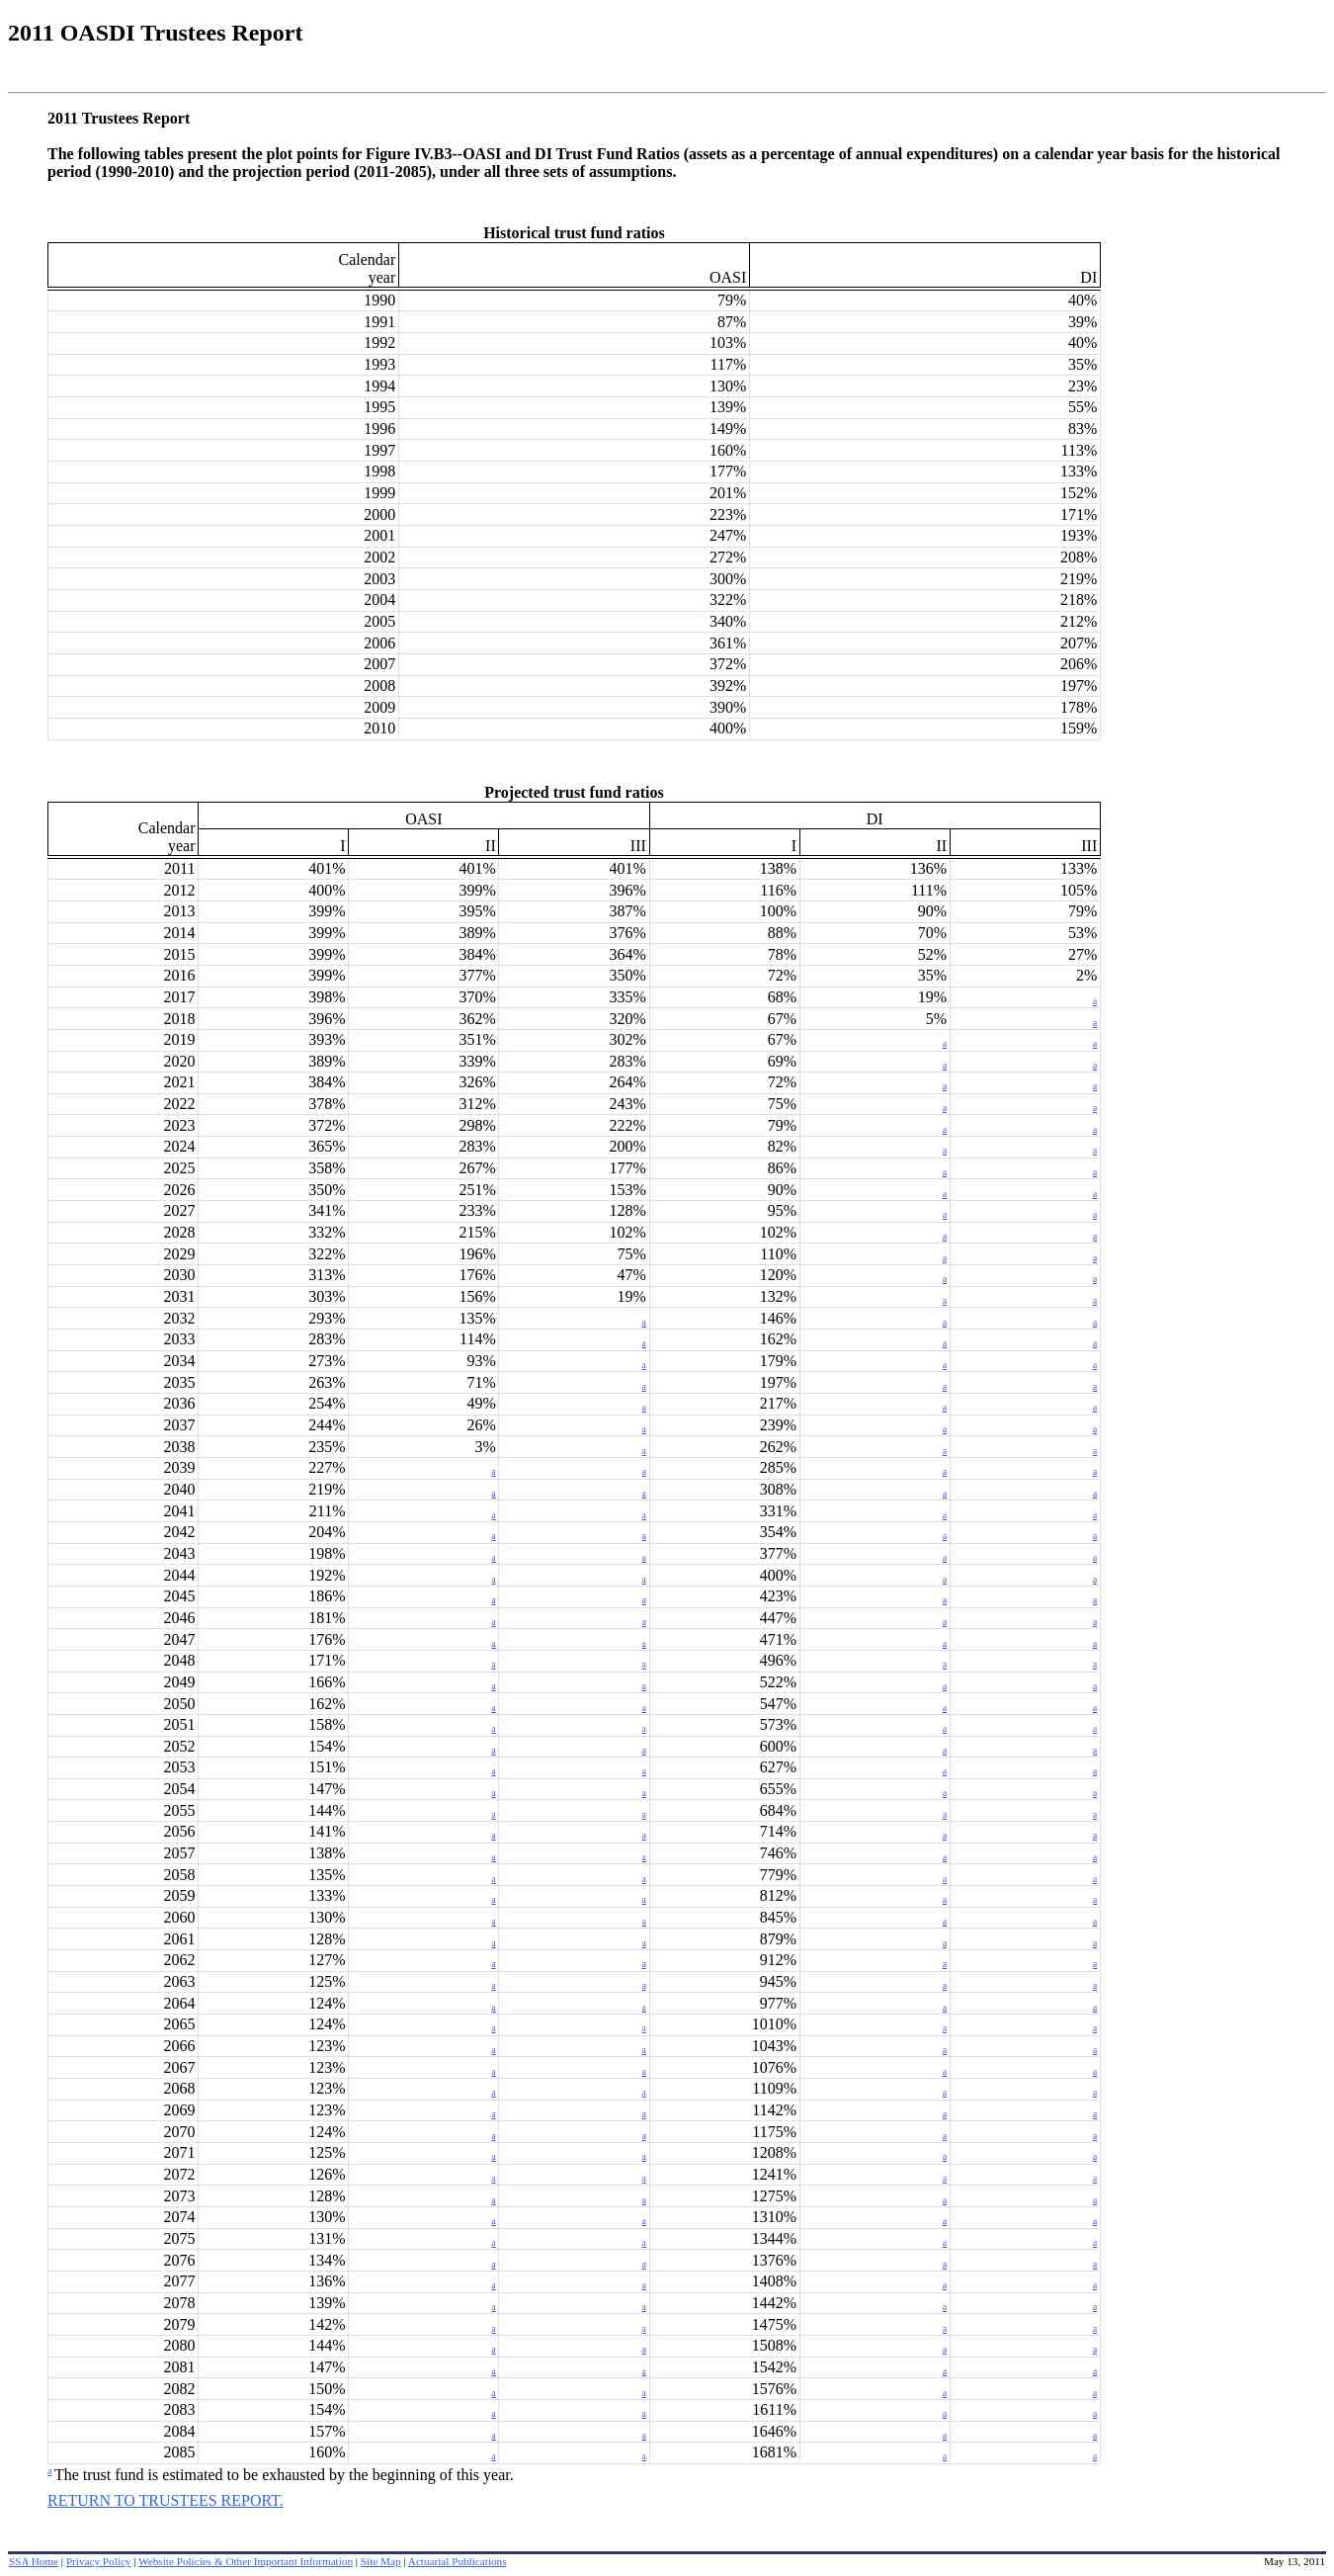 2011 OASDI Trustees Report
2011 Trustees Report
The following tables present the plot points for Figure IV.B3--OASI and DI Trust Fund Ratios (assets as a percentage of annual expenditures) on a calendar year basis for the historical
period (1990-2010) and the projection period (2011-2085), under all three sets of assumptions.
Historical trust fund ratios
Calendar
year OASI DI
1990 79% 40%
1991 87% 39%
1992 103% 40%
1993 117% 35%
1994 130% 23%
1995 139% 55%
1996 149% 83%
1997 160% 113%
1998 177% 133%
1999 201% 152%
2000 223% 171%
2001 247% 193%
2002 272% 208%
2003 300% 219%
2004 322% 218%
2005 340% 212%
2006 361% 207%
2007 372% 206%
2008 392% 197%
2009 390% 178%
2010 400% 159%
Projected trust fund ratios
Calendar
year OASI DI
I II III I II III
2011 401% 401% 401% 138% 136% 133%
2012 400% 399% 396% 116% 111% 105%
2013 399% 395% 387% 100% 90% 79%
2014 399% 389% 376% 88% 70% 53%
2015 399% 384% 364% 78% 52% 27%
2016 399% 377% 350% 72% 35% 2%
2017 398% 370% 335% 68% 19% a
2018 396% 362% 320% 67% 5% a
2019 393% 351% 302% 67% a a
2020 389% 339% 283% 69% a a
2021 384% 326% 264% 72% a a
2022 378% 312% 243% 75% a a
2023 372% 298% 222% 79% a a
2024 365% 283% 200% 82% a a
2025 358% 267% 177% 86% a a
2026 350% 251% 153% 90% a a
2027 341% 233% 128% 95% a a
2028 332% 215% 102% 102% a a
2029 322% 196% 75% 110% a a
2030 313% 176% 47% 120% a a
2031 303% 156% 19% 132% a a
2032 293% 135% a 146% a a
2033 283% 114% a 162% a a
2034 273% 93% a 179% a a
2035 263% 71% a 197% a a
2036 254% 49% a 217% a a
2037 244% 26% a 239% a a
2038 235% 3% a 262% a a
2039 227% a a 285% a a
2040 219% a a 308% a a
2041 211% a a 331% a a
2042 204% a a 354% a a
2043 198% a a 377% a a
2044 192% a a 400% a a
2045 186% a a 423% a a
2046 181% a a 447% a a
2047 176% a a 471% a a
2048 171% a a 496% a a
2049 166% a a 522% a a
2050 162% a a 547% a a
2051 158% a a 573% a a
2052 154% a a 600% a a
2053 151% a a 627% a a
2054 147% a a 655% a a
2055 144% a a 684% a a
2056 141% a a 714% a a
2057 138% a a 746% a a
2058 135% a a 779% a a
2059 133% a a 812% a a
2060 130% a a 845% a a
2061 128% a a 879% a a
2062 127% a a 912% a a
2063 125% a a 945% a a
2064 124% a a 977% a a
2065 124% a a 1010% a a
2066 123% a a 1043% a a
2067 123% a a 1076% a a
2068 123% a a 1109% a a
2069 123% a a 1142% a a
2070 124% a a 1175% a a
2071 125% a a 1208% a a
2072 126% a a 1241% a a
2073 128% a a 1275% a a
2074 130% a a 1310% a a
2075 131% a a 1344% a a
2076 134% a a 1376% a a
2077 136% a a 1408% a a
2078 139% a a 1442% a a
2079 142% a a 1475% a a
2080 144% a a 1508% a a
2081 147% a a 1542% a a
2082 150% a a 1576% a a
2083 154% a a 1611% a a
2084 157% a a 1646% a a
2085 160% a a 1681% a a
a The trust fund is estimated to be exhausted by the beginning of this year.
RETURN TO TRUSTEES REPORT.
SSA Home | Privacy Policy | Website Policies & Other Important Information | Site Map | Actuarial Publications May 13, 2011